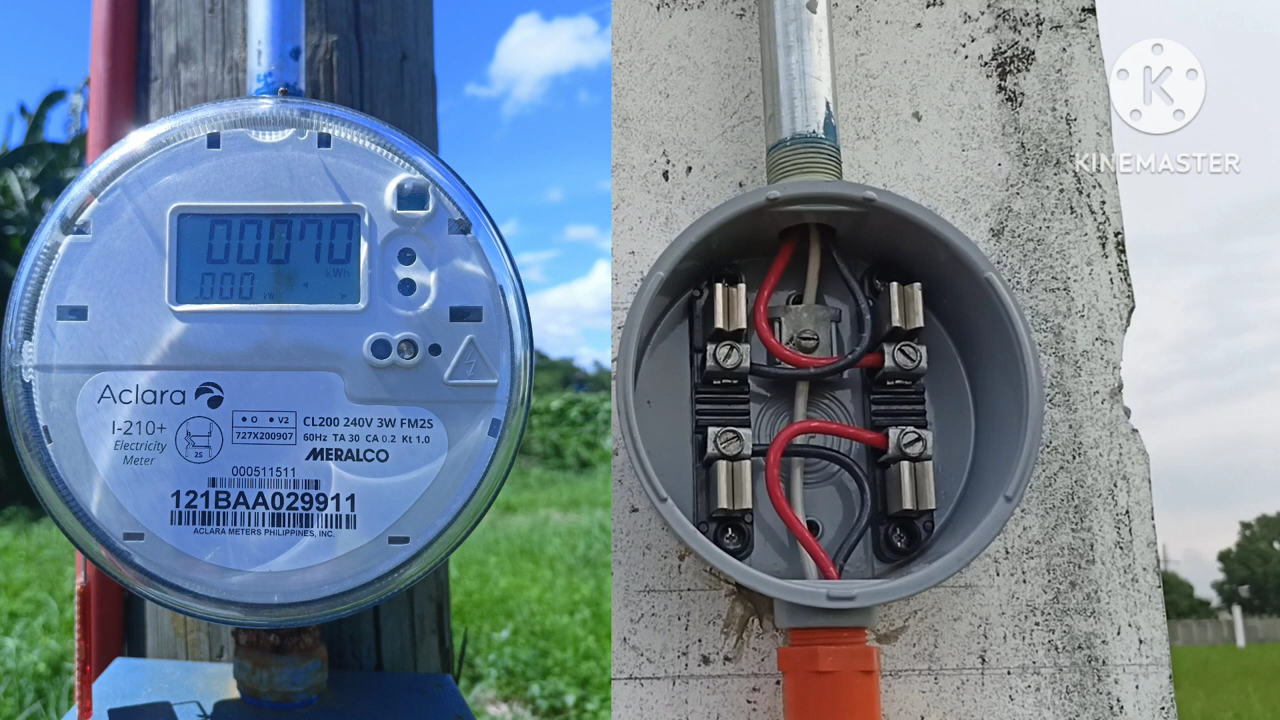 00070
kWh
.000
Aclara
I-210+
Electricity
Meter
2S
O V2
727X200907
CL200 240V 3W FM2S
60Hz TA 30 CA 0.2 Kt 1.0
MERALCO
000511511
121BAA029911
ACLARA METERS PHILIPPINES, INC.
K
KINEMASTER